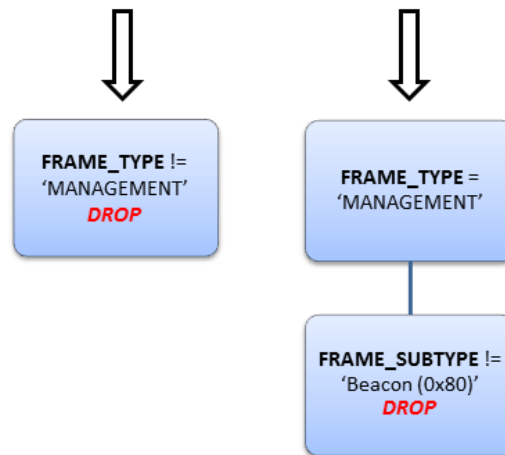 FRAME_TYPE !=
‘MANAGEMENT’
DROP
FRAME_TYPE =
‘MANAGEMENT’
FRAME_SUBTYPE !=
‘Beacon (0x80)’
DROP